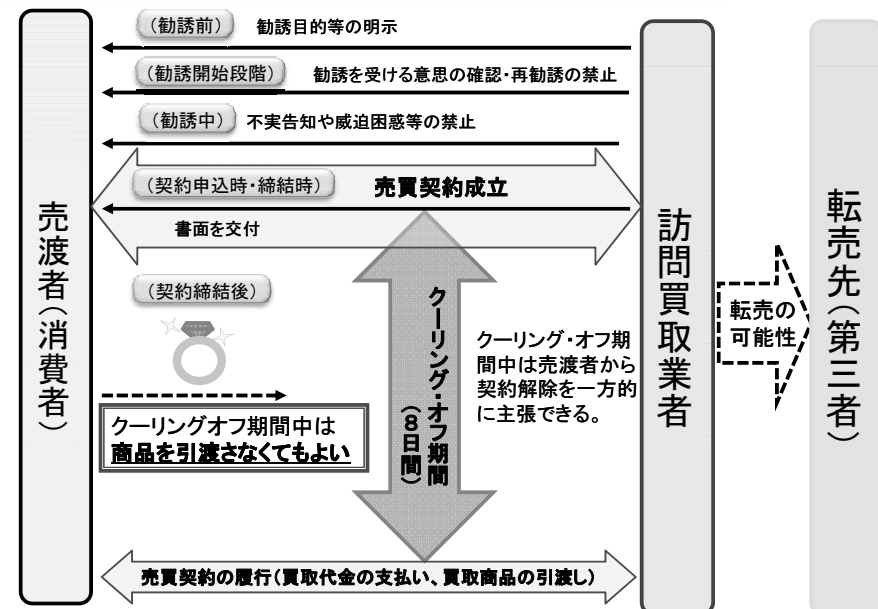 (勧誘前)
勧誘目的等の明示
(勧誘開始段階)
勧誘を受ける意思の確認・再勧誘の禁止
(勧誘中)
不実告知や威迫困惑等の禁止
(契約申込時・締結時)
売買契約成立
書面を交付
(契約締結後)
クーリングオフ期間中は
商品を引渡さなくてもよい
クーリング・オフ期間
(8日間)
クーリング・オフ期
間中は売渡者から
契約解除を一方的
に主張できる。
売買契約の履行(買取代金の支払い、買取商品の引渡し)
売渡者(消費者)
訪問買取業者
転売の
可能性
転売先(第三者)